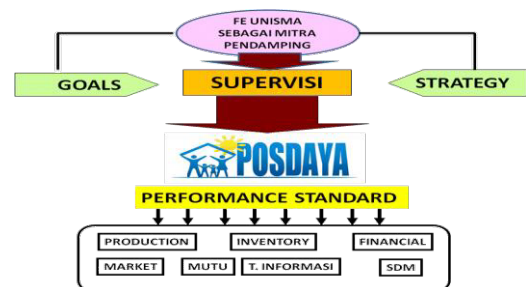 FE UNISMA
SEBAGAI MITRA
PENDAMPING
GOALS
SUPERVISI
STRATEGY
POSDAYA
PERFORMANCE STANDARD
PRODUCTION
INVENTORY
FINANCIAL
MARKET
MUTU
T. INFORMASI
SDM